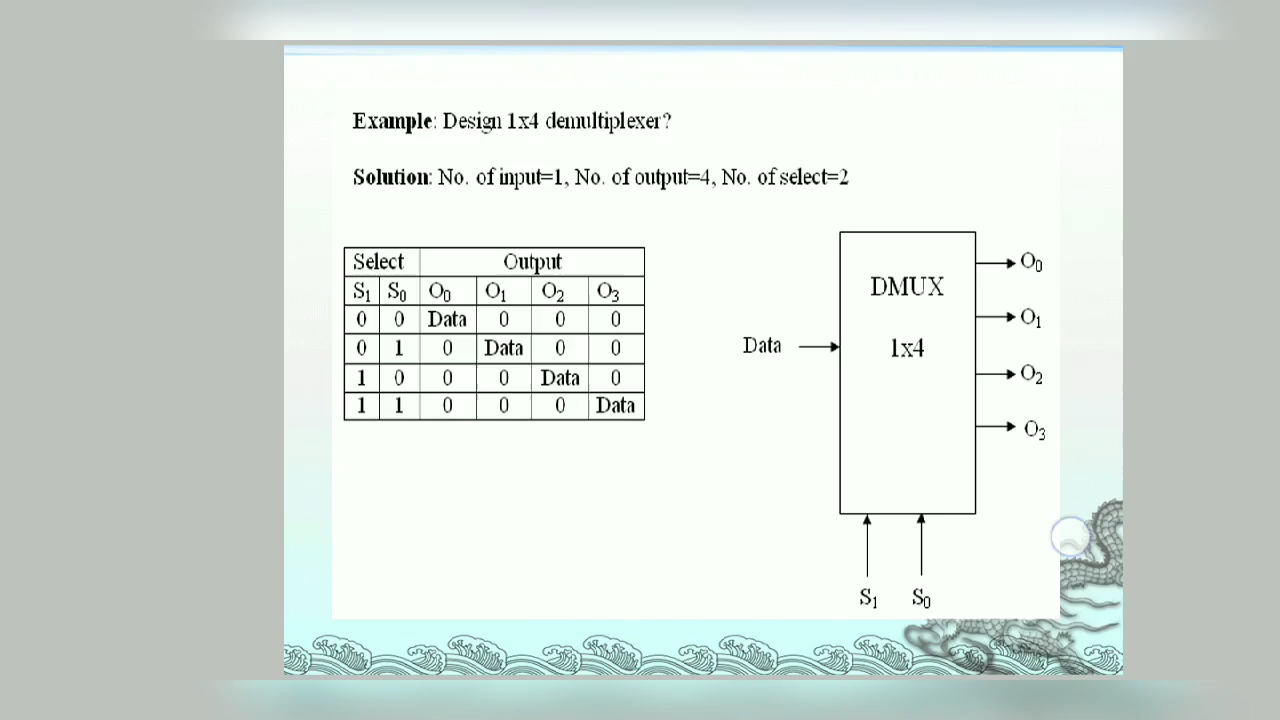 Example: Design 1x4 demultiplexer?
Solution: No. of input=1, No. of output=4, No. of select=2
Select Output
S1 S0 O0 O1 O2 O3
0 0 Data 0 0 0
0 1 0 Data 0 0
1 0 0 0 Data 0
1 1 0 0 0 Data
DMUX
1x4
Data
O0
O1
O2
O3
S1 S0